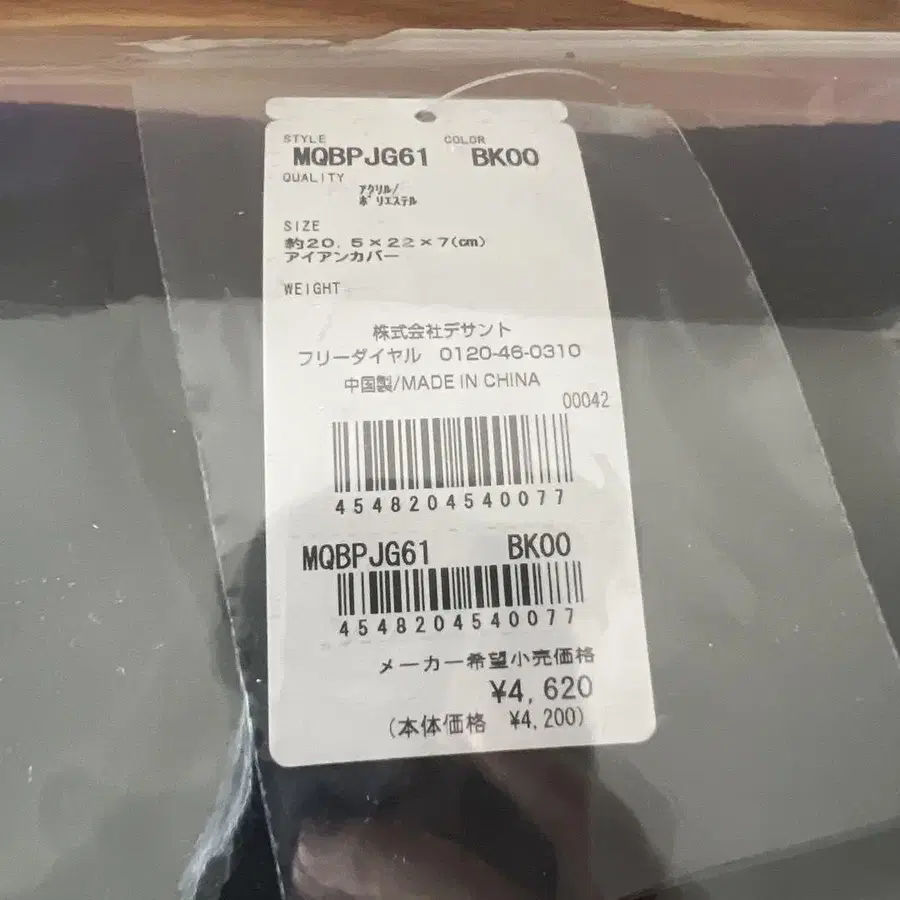 STYLE COLOR
MQBPJG61 BK00
QUALITY
アクリル/
ポリエステル
SIZE
約20.5×22×7(cm)
アイアンカバー
WEIGHT
株式会社デサント
フリーダイヤル 0120-46-0310
中国製/MADE IN CHINA
00042
4548204540077
MQBPJG61 BK00
4548204540077
メーカー希望小売価格
¥4,620
(本体価格 ¥4,200)